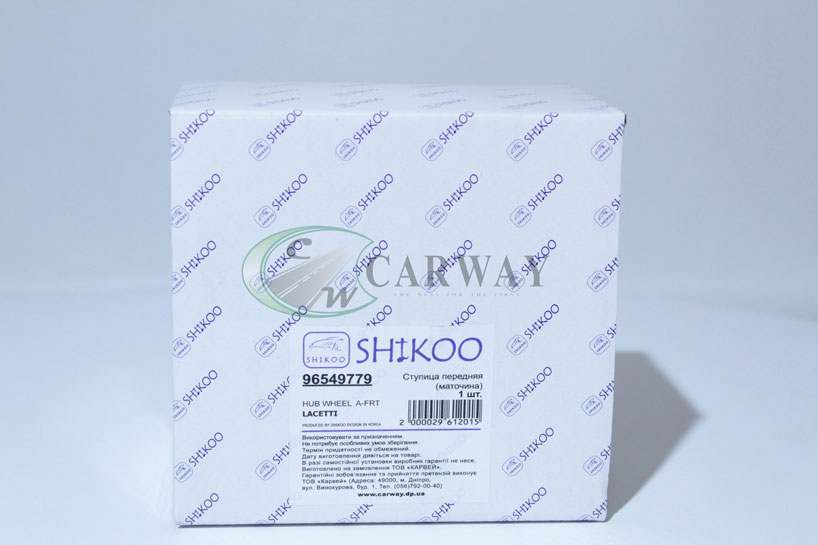 SHIKOO
CW CARWAY
THE BEST FOR THE FIRST
SHIKOO SHIKOO
96549779
Ступица передняя
(маточина)
1 шт.
HUB WHEEL A-FRT
LACETTI
PRODUCED BY SHIKOO DESIGN IN KOREA
2 000029 612015
Використовувати за призначенням.
Не потребує особливих умов зберігання.
Термін придатності не обмежений.
Дату виготовлення дивіться на товарі.
В разі самостійної установки виробник гарантії не несе.
Виготовлено на замовлення ТОВ «КАРВЕЙ».
Гарантійні зобов'язання та прийняття претензій виконує
ТОВ «Карвей» (Адреса: 49000, м. Дніпро,
вул. Винокурова, буд. 1, Тел. (056)792-00-40)
www.carway.dp.ua